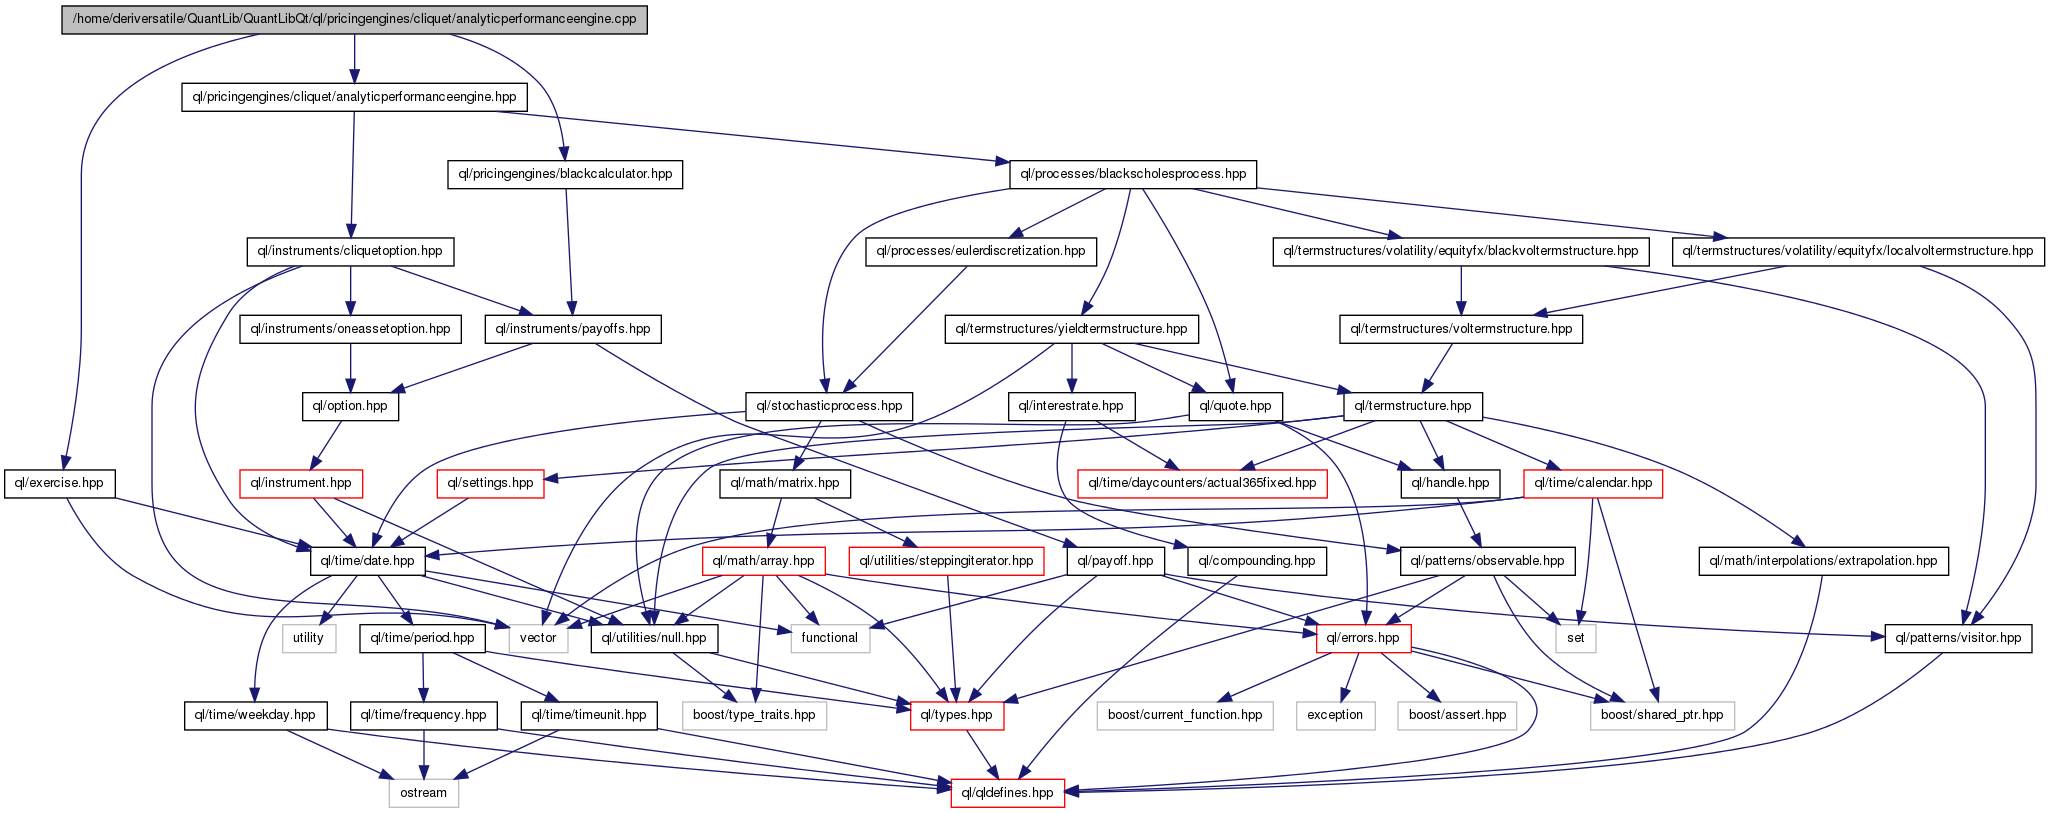 /home/deriversatile/QuantLib/QuantLibQt/ql/pricingengines/cliquet/analyticperformanceengine.cpp
ql/pricingengines/cliquet/analyticperformanceengine.hpp
ql/pricingengines/blackcalculator.hpp
ql/processes/blackscholesprocess.hpp
ql/instruments/cliquetoption.hpp
ql/processes/eulerdiscretization.hpp
ql/termstructures/volatility/equityfx/blackvoltermstructure.hpp
ql/termstructures/volatility/equityfx/localvoltermstructure.hpp
ql/instruments/oneassetoption.hpp
ql/instruments/payoffs.hpp
ql/termstructures/yieldtermstructure.hpp
ql/termstructures/voltermstructure.hpp
ql/option.hpp
ql/stochasticprocess.hpp
ql/interestrate.hpp
ql/quote.hpp
ql/termstructure.hpp
ql/exercise.hpp
ql/instrument.hpp
ql/settings.hpp
ql/math/matrix.hpp
ql/time/daycounters/actual365fixed.hpp
ql/handle.hpp
ql/time/calendar.hpp
ql/time/date.hpp
ql/math/array.hpp
ql/utilities/steppingiterator.hpp
ql/payoff.hpp
ql/compounding.hpp
ql/patterns/observable.hpp
ql/math/interpolations/extrapolation.hpp
utility
ql/time/period.hpp
vector
ql/utilities/null.hpp
functional
ql/errors.hpp
set
ql/patterns/visitor.hpp
ql/time/weekday.hpp
ql/time/frequency.hpp
ql/time/timeunit.hpp
boost/type_traits.hpp
ql/types.hpp
boost/current_function.hpp
exception
boost/assert.hpp
boost/shared_ptr.hpp
ostream
ql/qldefines.hpp